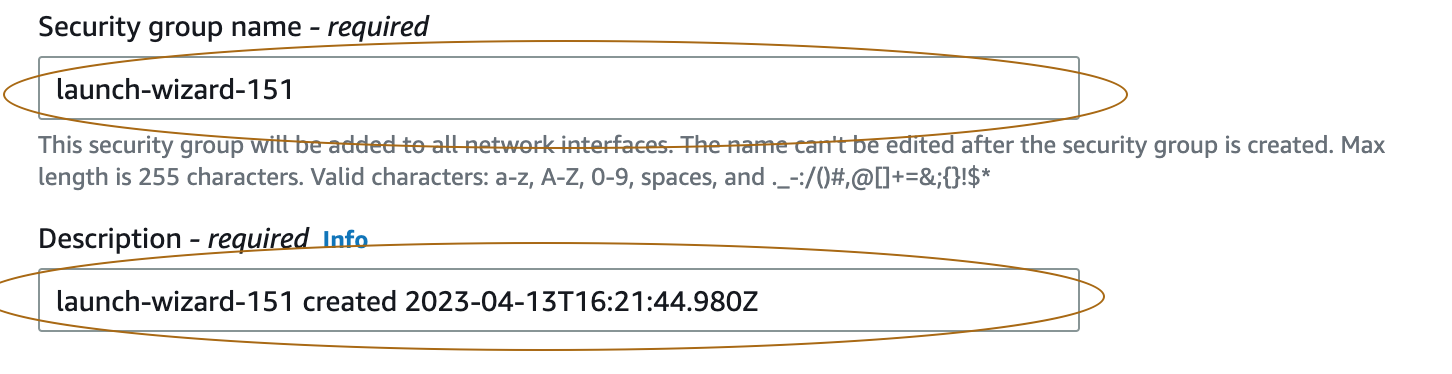 Security group name - required
launch-wizard-151
This security group will be added to all network interfaces. The name can't be edited after the security group is created. Max
length is 255 characters. Valid characters: a-z, A-Z, 0-9, spaces, and ._-:/()#,@[]+=&;{}!$*
Description - required Info
launch-wizard-151 created 2023-04-13T16:21:44.980Z